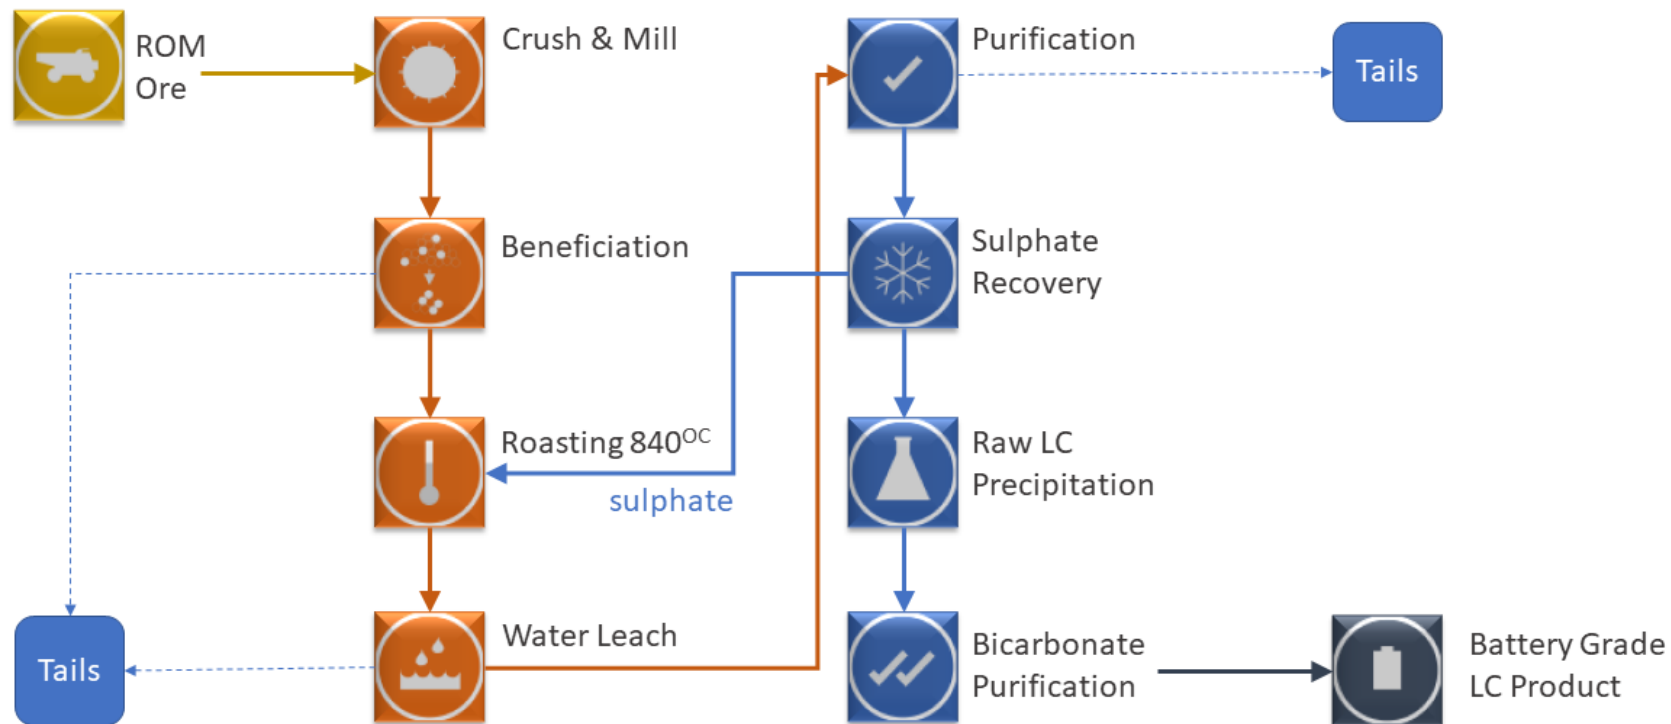 ROM
Ore
Crush & Mill
Purification
Tails
Beneficiation
Sulphate
Recovery
Roasting 840OC
sulphate
Raw LC
Precipitation
Tails
Water Leach
Bicarbonate
Purification
Battery Grade
LC Product